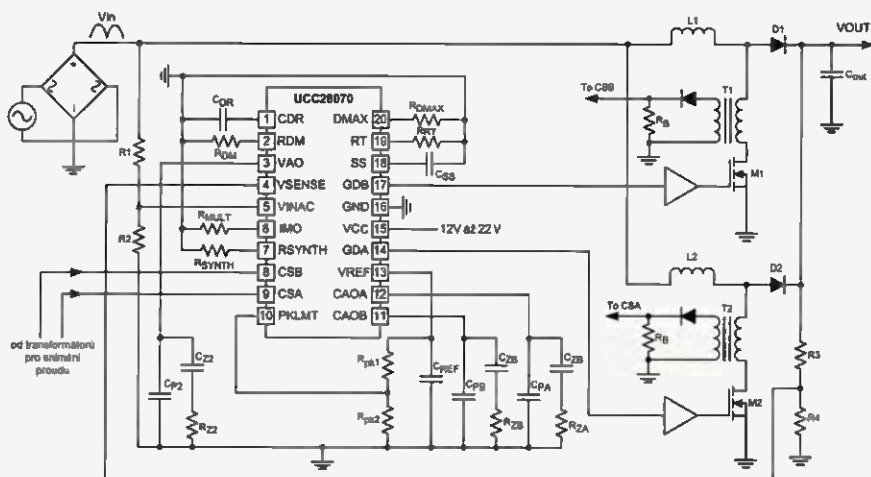 Vin
L1
D1
VOUT
Cout
T1
To CSB
RB
M1
UCC28070
CDR
RDM
RDMAX
RRT
CSS
1 CDR
2 RDM
3 VAO
4 VSENSE
5 VINAC
6 IMO
7 RSYNTH
8 CSB
9 CSA
10 PKLMT
DMAX 20
RT 19
SS 18
GDB 17
GND 16
VCC 15
GDA 14
VREF 13
CAOA 12
CAOB 11
12V až 22 V
R1
R2
RMULT
RSYNTH
od transformátorů
pro snímání
proudu
CP2
CZ2
RZ2
Rpk1
Rpk2
CREF
CPB
CZB
RZB
CPA
CZB
RZA
L2
D2
To CSA
T2
RB
M2
R3
R4